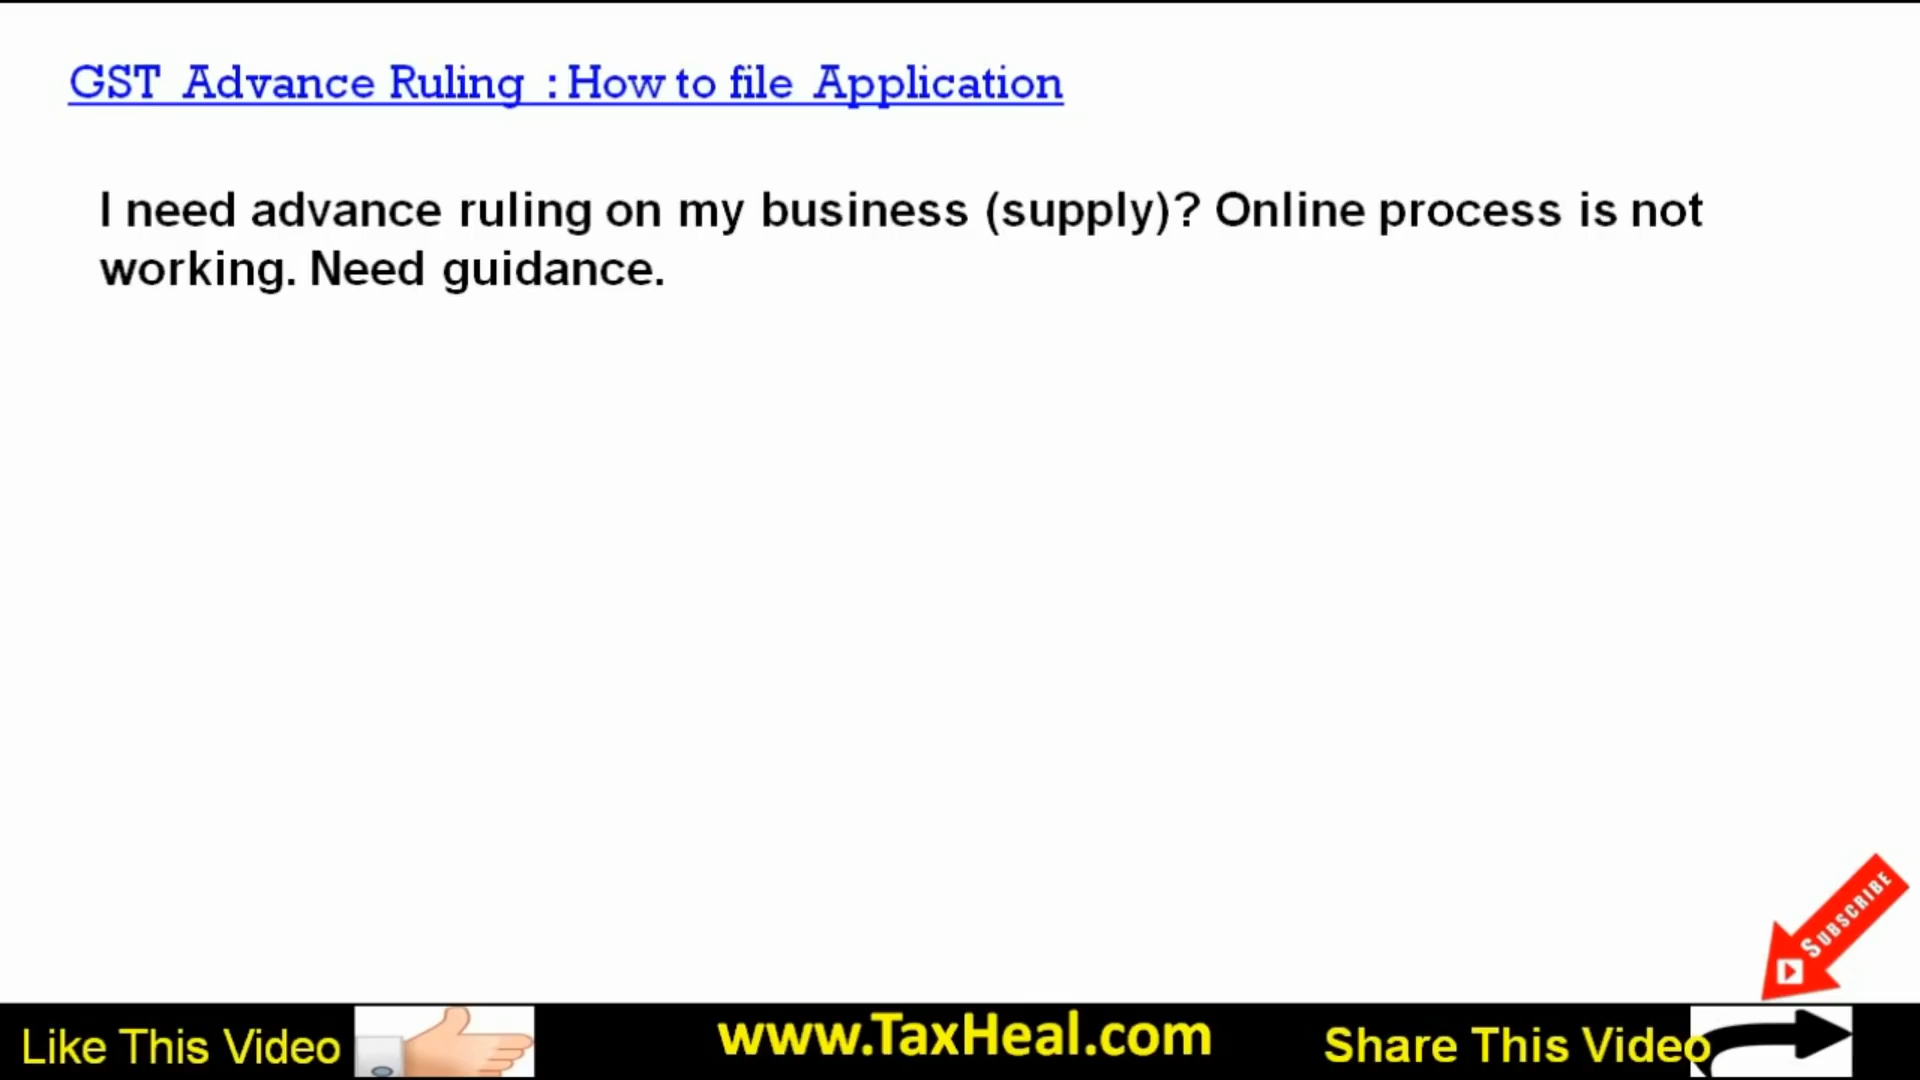 GST Advance Ruling : How to file Application
I need advance ruling on my business (supply)? Online process is not
working. Need guidance.
SUBSCRIBE
Like This Video
www.TaxHeal.com
Share This Video